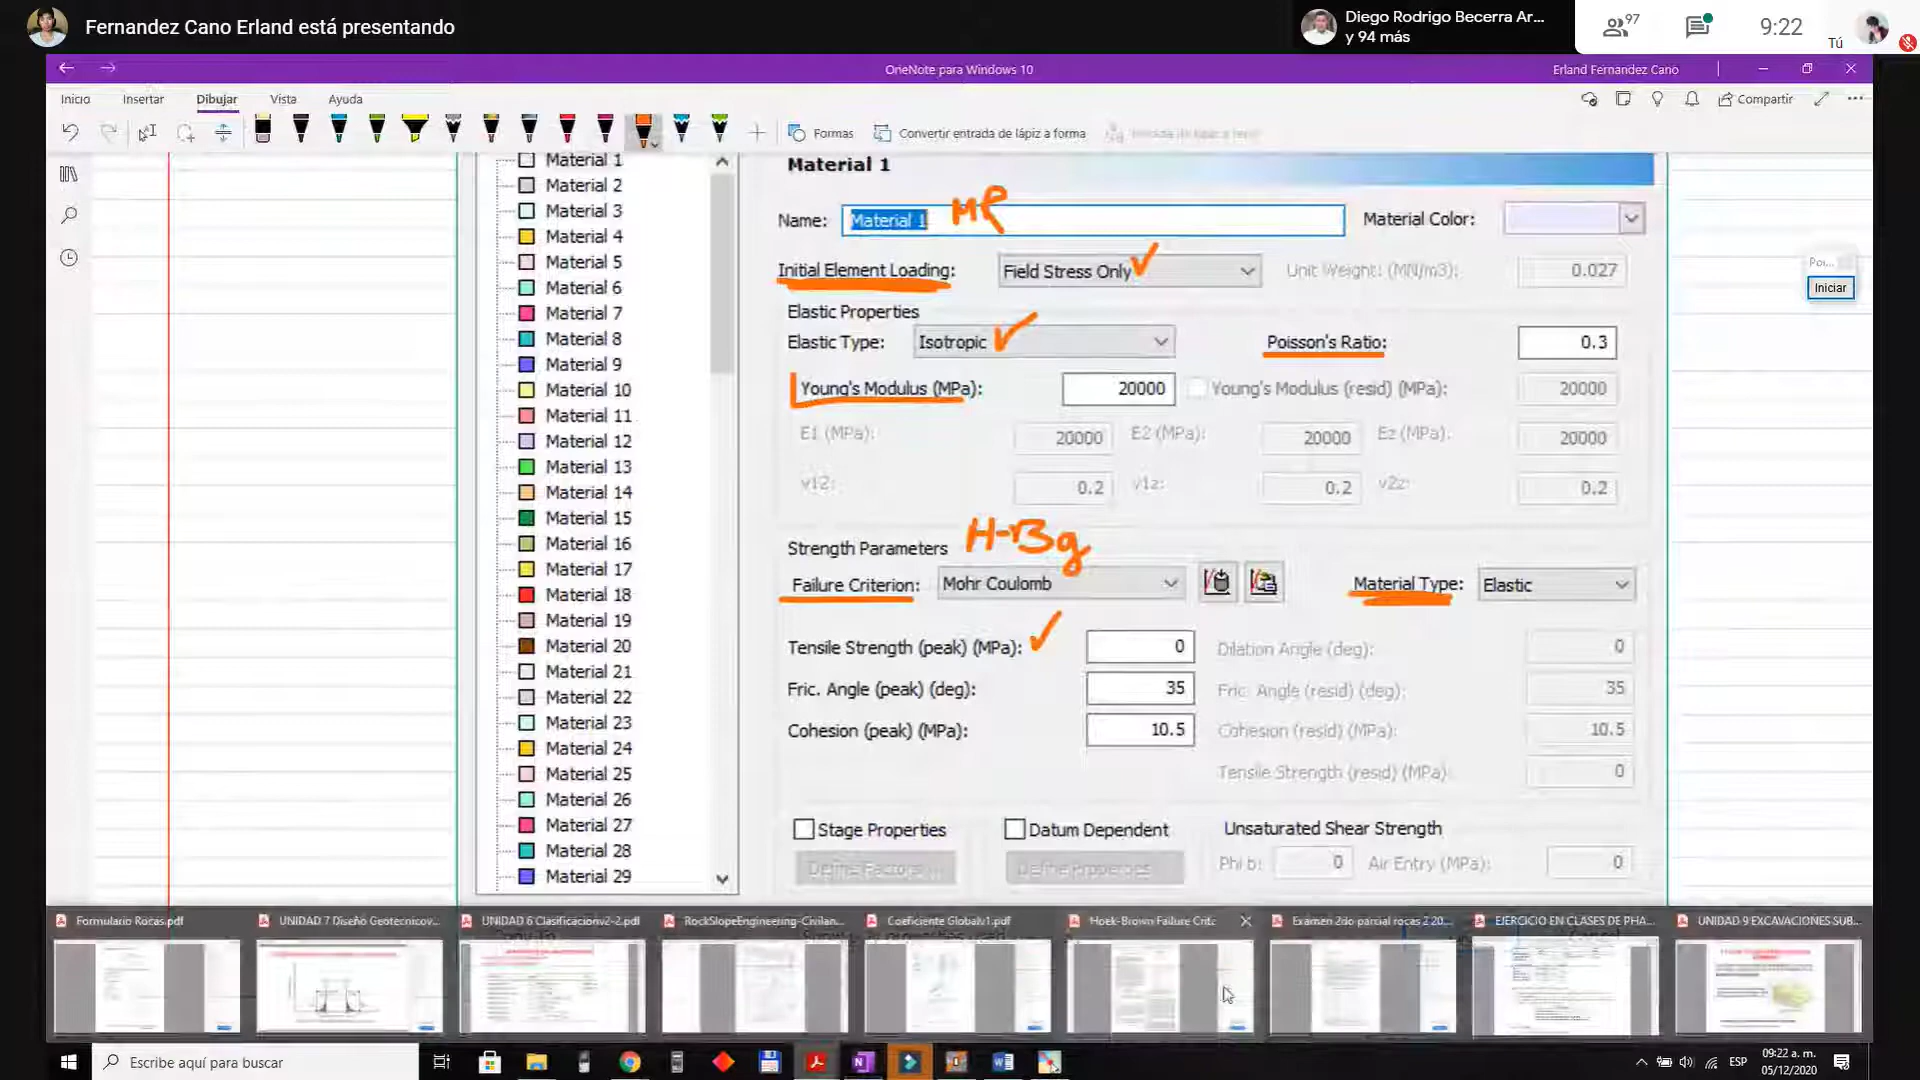 Fernandez Cano Erland está presentando
Diego Rodrigo Becerra Ar...
y 94 más
97
9:22
Tú
OneNote para Windows 10
Erland Fernandez Cano
Inicio Insertar Dibujar Vista Ayuda
Compartir
Formas Convertir entrada de lápiz a forma
Material 1
Material 2
Material 3
Material 4
Material 5
Material 6
Material 7
Material 8
Material 9
Material 10
Material 11
Material 12
Material 13
Material 14
Material 15
Material 16
Material 17
Material 18
Material 19
Material 20
Material 21
Material 22
Material 23
Material 24
Material 25
Material 26
Material 27
Material 28
Material 29
Material 1
Name: Material 1 MR Material Color:
Initial Element Loading: Field Stress Only Unit Weight: (MN/m3): 0.027
Elastic Properties
Elastic Type: Isotropic Poisson's Ratio: 0.3
Young's Modulus (MPa): 20000 Young's Modulus (resid) (MPa): 20000
E1 (MPa): 20000 E2 (MPa): 20000 Ez (MPa): 20000
v12: 0.2 v1z: 0.2 v2z: 0.2
H-Bg
Strength Parameters
Failure Criterion: Mohr Coulomb Material Type: Elastic
Tensile Strength (peak) (MPa): 0 Dilation Angle (deg): 0
Fric. Angle (peak) (deg): 35 Fric. Angle (resid) (deg): 35
Cohesion (peak) (MPa): 10.5 Cohesion (resid) (MPa): 10.5
Tensile Strength (resid) (MPa): 0
Stage Properties Datum Dependent Unsaturated Shear Strength
Define Factors ... Define Properties Phi b: 0 Air Entry (MPa): 0
Poi...
Iniciar
Formulario Rocas.pdf
UNIDAD 7 Diseño Geotecnicov...
UNIDAD 6 Clasificacionv2-2.pdf
RockSlopeEngineering-Civilan...
Coeficiente Globalv1.pdf
Hoek-Brown Failure Crite
Examen 2do parcial rocas 2 20...
EJERCICIO EN CLASES DE PHA...
UNIDAD 9 EXCAVACIONES SUB...
Escribe aquí para buscar
ESP
09:22 a. m.
05/12/2020